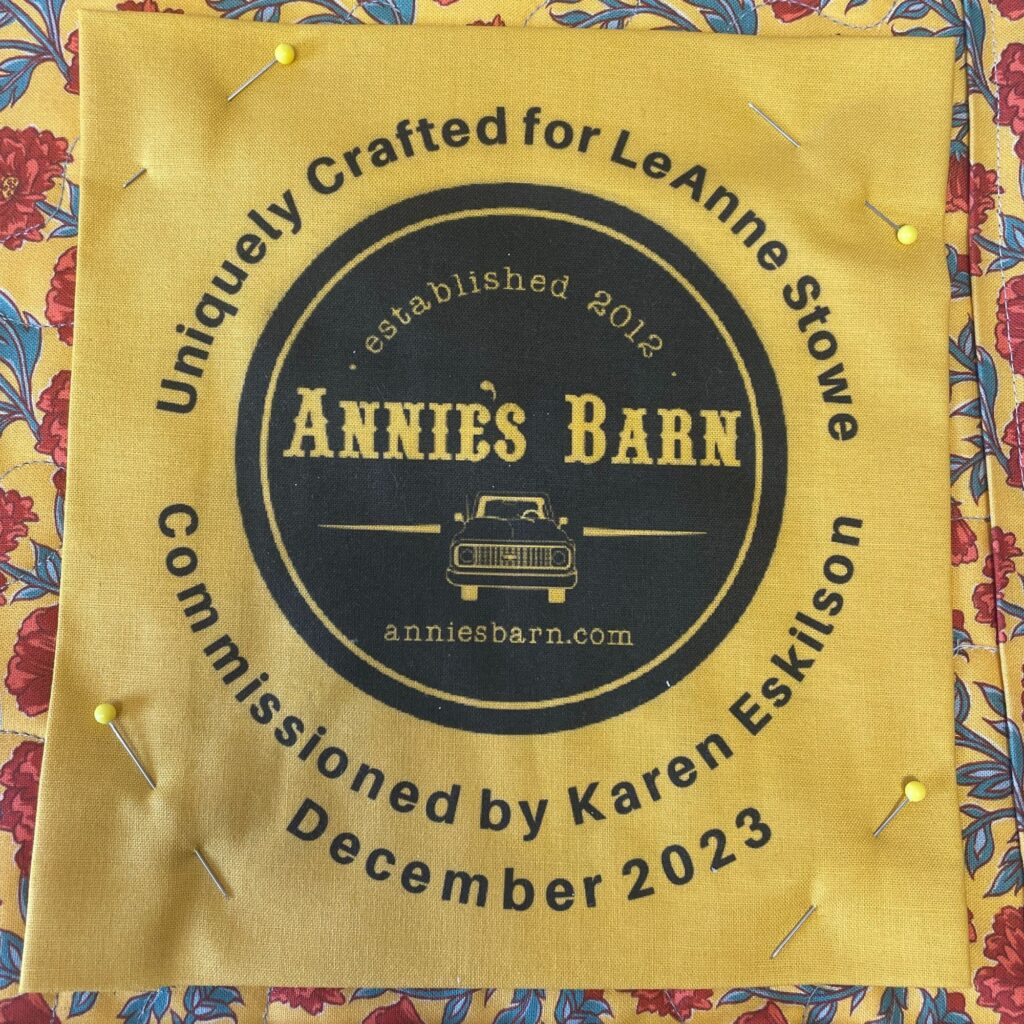 Uniquely Crafted for LeAnne Stowe
established 2012
ANNIE'S BARN
anniesbarn.com
Commissioned by Karen Eskilson
December 2023